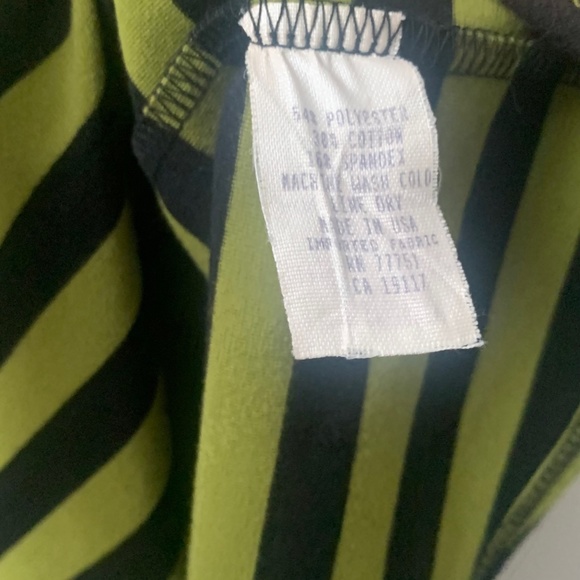 54% POLYESTER
30% COTTON
16% SPANDEX
MACHINE WASH COLD
LINE DRY
MADE IN USA
IMPORTED FABRIC
RN 77751
CA 19117